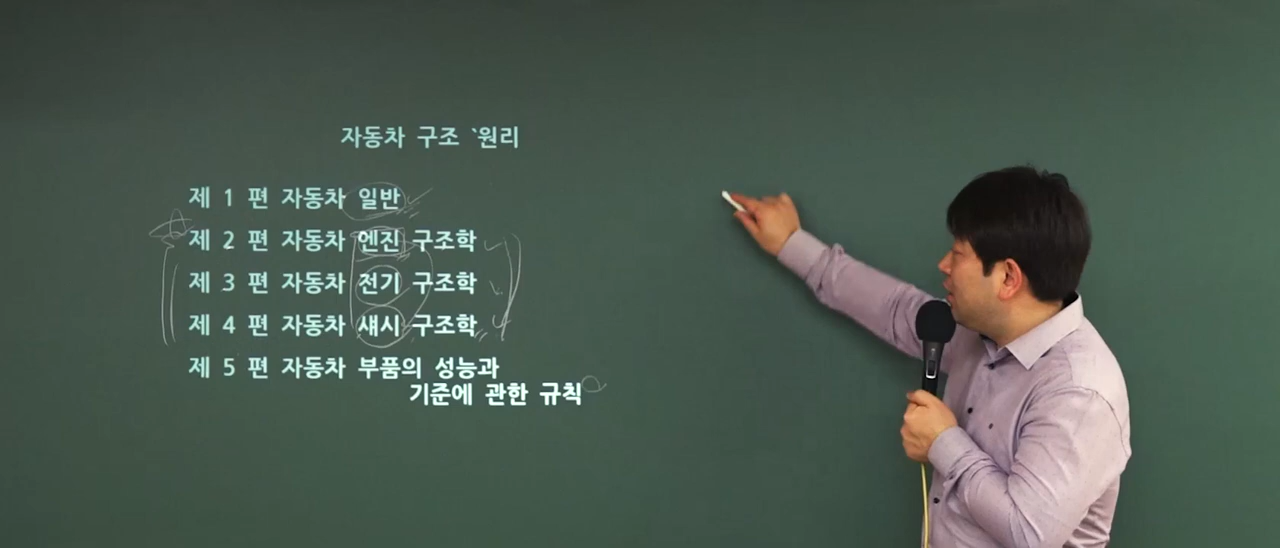 자동차 구조 `원리
제 1 편 자동차 일반
제 2 편 자동차 엔진 구조학
제 3 편 자동차 전기 구조학
제 4 편 자동차 섀시 구조학
제 5 편 자동차 부품의 성능과
기준에 관한 규칙